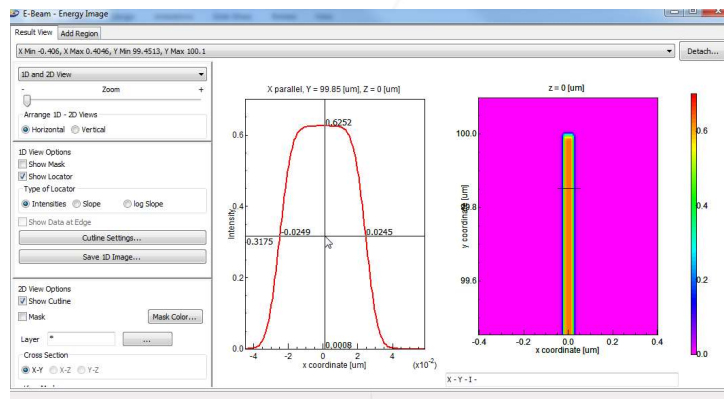 E-Beam - Energy Image
Result View
Add Region
X Min -0.406, X Max 0.4046, Y Min 99.4513, Y Max 100.1
Detach...
1D and 2D View
- Zoom +
Arrange 1D - 2D Views
Horizontal Vertical
1D View Options
Show Mask
Show Locator
Type of Locator
Intensities Slope log Slope
Show Data at Edge
Cutline Settings...
Save 1D Image...
2D View Options
Show Cutline
Mask
Mask Color...
Layer *
...
Cross Section
X-Y X-Z Y-Z
X parallel, Y = 99.85 [um], Z = 0 [um]
0.6252
0.6
0.4
Intensity
-0.0249
0.0245
0.3175
0.2
0.0
0.0008
-4 -2 0 2 4
x coordinate [um]
(x10⁻²)
z = 0 [um]
100.0
99.8
99.6
y coordinate [um]
-0.4 -0.2 0.0 0.2 0.4
x coordinate [um]
0.6
0.4
0.2
0.0
X - Y - I -